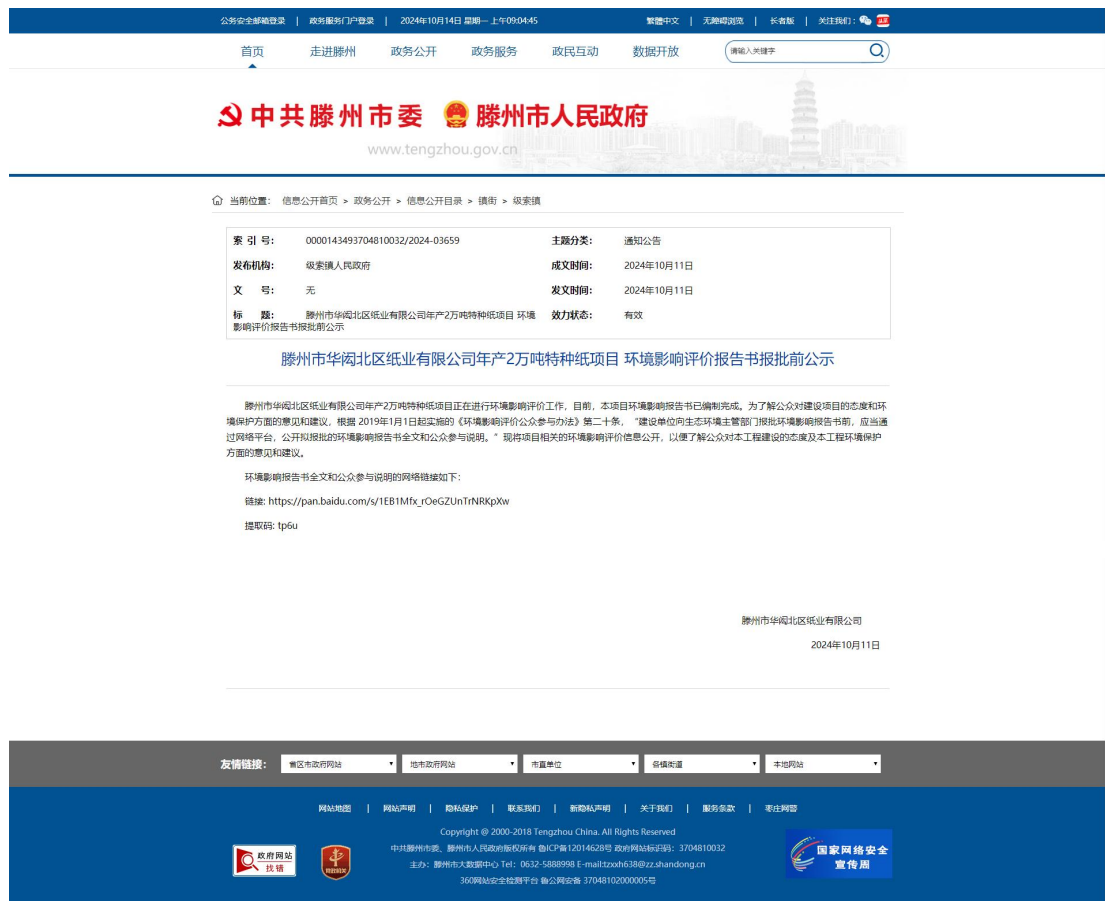 公务安全邮箱登录 | 政务服务门户登录 | 2024年10月14日 星期一 上午09:04:45 繁體中文 | 无障碍浏览 | 长者版 | 关注我们:
首页 走进滕州 政务公开 政务服务 政民互动 数据开放 请输入关键字
中共滕州市委 滕州市人民政府
www.tengzhou.gov.cn
当前位置: 信息公开首页 > 政务公开 > 信息公开目录 > 镇街 > 级索镇
索 引 号: 0000143493704810032/2024-03659 主题分类: 通知公告
发布机构: 级索镇人民政府 成文时间: 2024年10月11日
文 号: 无 发文时间: 2024年10月11日
标 题: 滕州市华闳北区纸业有限公司年产2万吨特种纸项目 环境 效力状态: 有效
影响评价报告书报批前公示
滕州市华闳北区纸业有限公司年产2万吨特种纸项目 环境影响评价报告书报批前公示
滕州市华闳北区纸业有限公司年产2万吨特种纸项目正在进行环境影响评价工作，目前，本项目环境影响报告书已编制完成。为了解公众对建设项目的态度和环
境保护方面的意见和建议，根据 2019年1月1日起实施的《环境影响评价公众参与办法》第二十条，“建设单位向生态环境主管部门报批环境影响报告书前，应当通
过网络平台，公开拟报批的环境影响报告书全文和公众参与说明。”现将项目相关的环境影响评价信息公开，以便了解公众对本工程建设的态度及本工程环境保护
方面的意见和建议。
环境影响报告书全文和公众参与说明的网络链接如下:
链接: https://pan.baidu.com/s/1EB1Mfx_rOeGZUnTrNRKpXw
提取码: tp6u
滕州市华闳北区纸业有限公司
2024年10月11日
友情链接: 省区市政府网站 地市政府网站 市直单位 各镇街道 本地网站
网站地图 | 网站声明 | 隐私保护 | 联系我们 | 新隐私声明 | 关于我们 | 服务条款 | 枣庄网警
Copyright @ 2000-2018 Tengzhou China. All Rights Reserved
中共滕州市委、滕州市人民政府版权所有 鲁ICP备12014628号 政府网站标识码: 3704810032
主办: 滕州市大数据中心 Tel: 0632-5888998 E-mail:tzxxh638@zz.shandong.cn
360网站安全检测平台 鲁公网安备 37048102000005号
政府网站
找错
党政机关
国家网络安全
宣传周